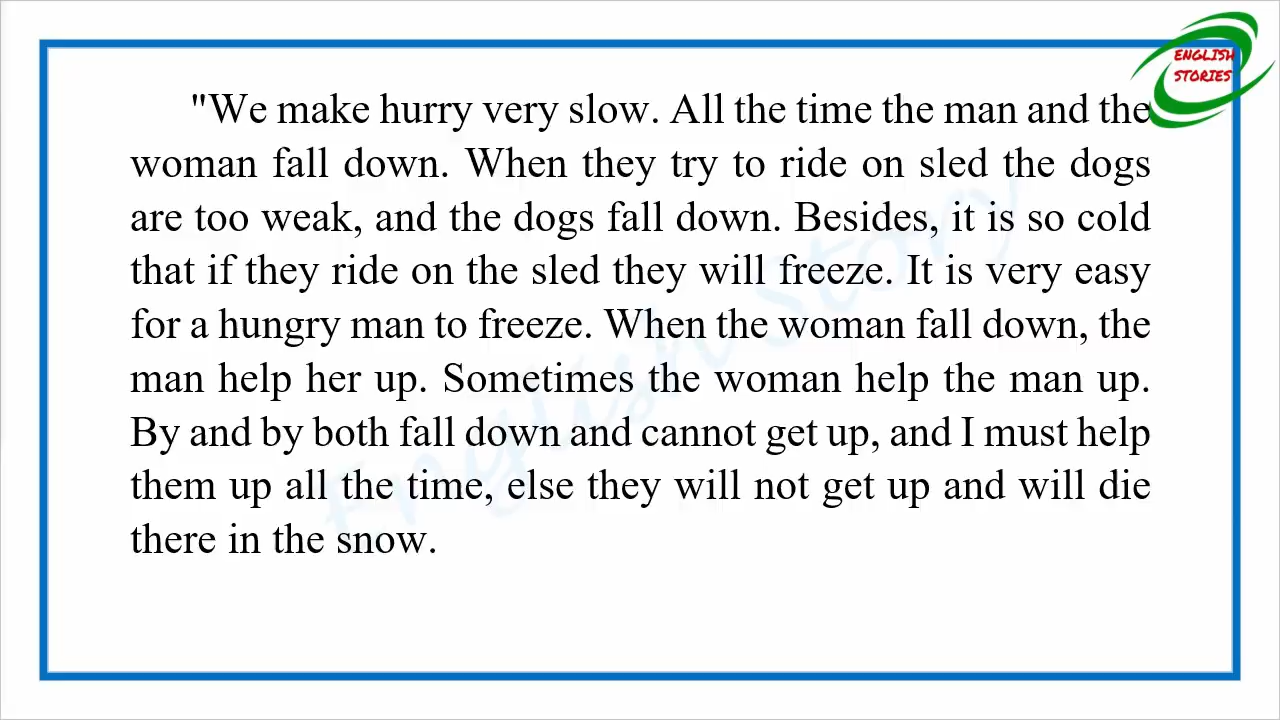 ENGLISH
STORIES
"We make hurry very slow. All the time the man and the
woman fall down. When they try to ride on sled the dogs
are too weak, and the dogs fall down. Besides, it is so cold
that if they ride on the sled they will freeze. It is very easy
for a hungry man to freeze. When the woman fall down, the
man help her up. Sometimes the woman help the man up.
By and by both fall down and cannot get up, and I must help
them up all the time, else they will not get up and will die
there in the snow.
English Story